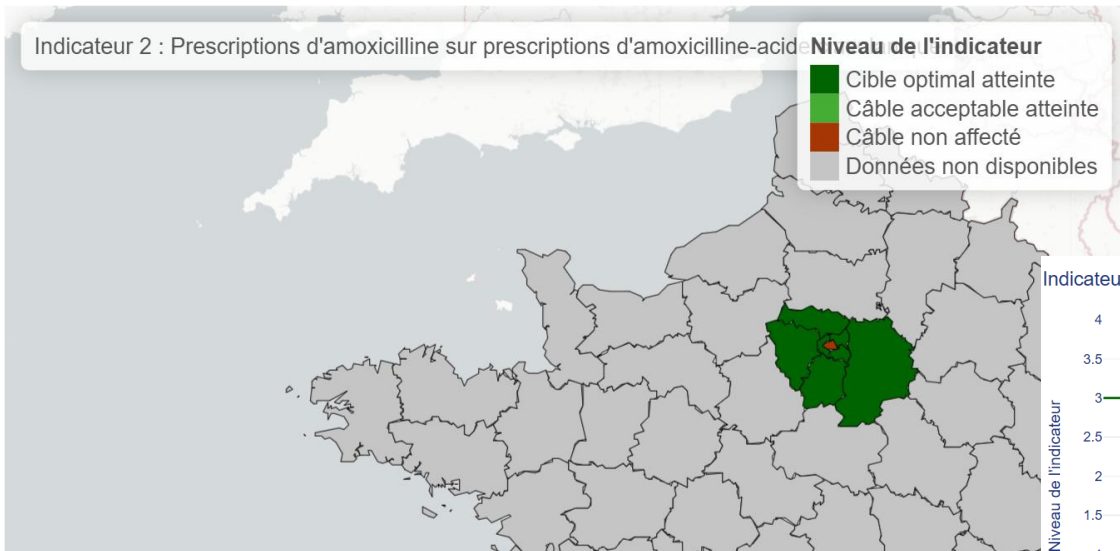 Indicateur 2 : Prescriptions d'amoxicilline sur prescriptions d'amoxicilline-acide
Niveau de l'indicateur
Cible optimal atteinte
Câble acceptable atteinte
Câble non affecté
Données non disponibles
Indicateu
4
3.5
3
2.5
2
1.5
Niveau de l'indicateur